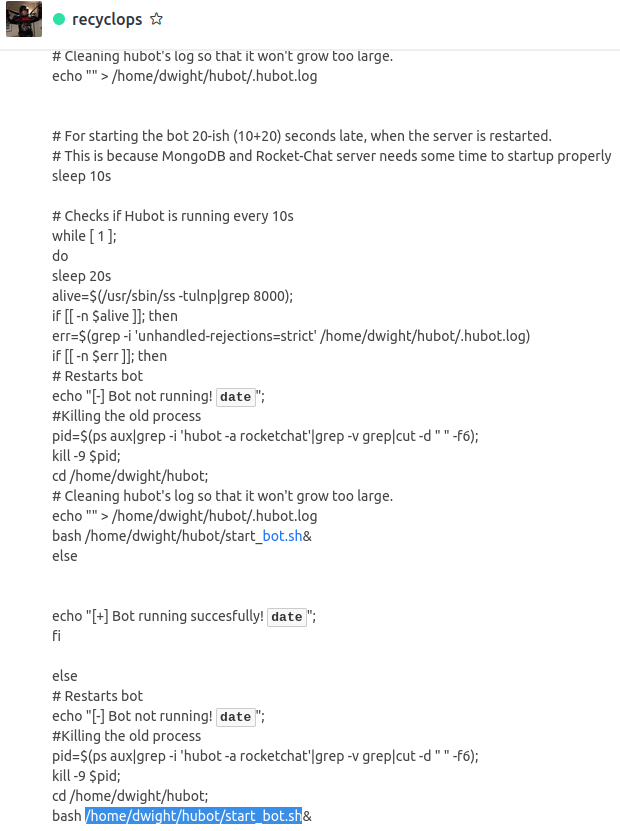 recyclops
# Cleaning hubot's log so that it won't grow too large.
echo "" > /home/dwight/hubot/.hubot.log
# For starting the bot 20-ish (10+20) seconds late, when the server is restarted.
# This is because MongoDB and Rocket-Chat server needs some time to startup properly
sleep 10s
# Checks if Hubot is running every 10s
while [ 1 ];
do
sleep 20s
alive=$(/usr/sbin/ss -tulnp|grep 8000);
if [[ -n $alive ]]; then
err=$(grep -i 'unhandled-rejections=strict' /home/dwight/hubot/.hubot.log)
if [[ -n $err ]]; then
# Restarts bot
echo "[-] Bot not running! date";
#Killing the old process
pid=$(ps aux|grep -i 'hubot -a rocketchat'|grep -v grep|cut -d " " -f6);
kill -9 $pid;
cd /home/dwight/hubot;
# Cleaning hubot's log so that it won't grow too large.
echo "" > /home/dwight/hubot/.hubot.log
bash /home/dwight/hubot/start_bot.sh&
else
echo "[+] Bot running succesfully! date";
fi
else
# Restarts bot
echo "[-] Bot not running! date";
#Killing the old process
pid=$(ps aux|grep -i 'hubot -a rocketchat'|grep -v grep|cut -d " " -f6);
kill -9 $pid;
cd /home/dwight/hubot;
bash /home/dwight/hubot/start_bot.sh&